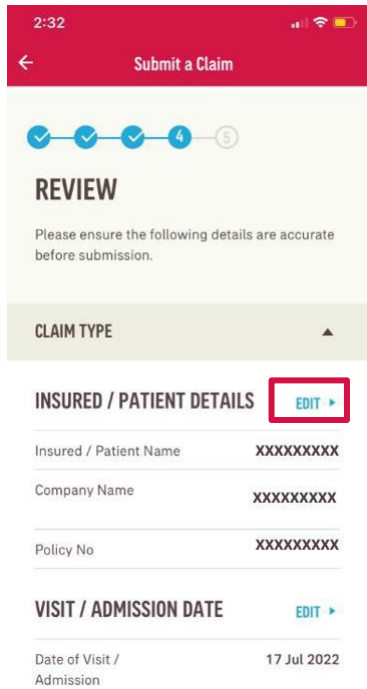 2:32
Submit a Claim
4 5
REVIEW
Please ensure the following details are accurate
before submission.
CLAIM TYPE
INSURED / PATIENT DETAILS EDIT
Insured / Patient Name XXXXXXXXX
Company Name XXXXXXXXX
Policy No XXXXXXXXX
VISIT / ADMISSION DATE EDIT
Date of Visit / 17 Jul 2022
Admission